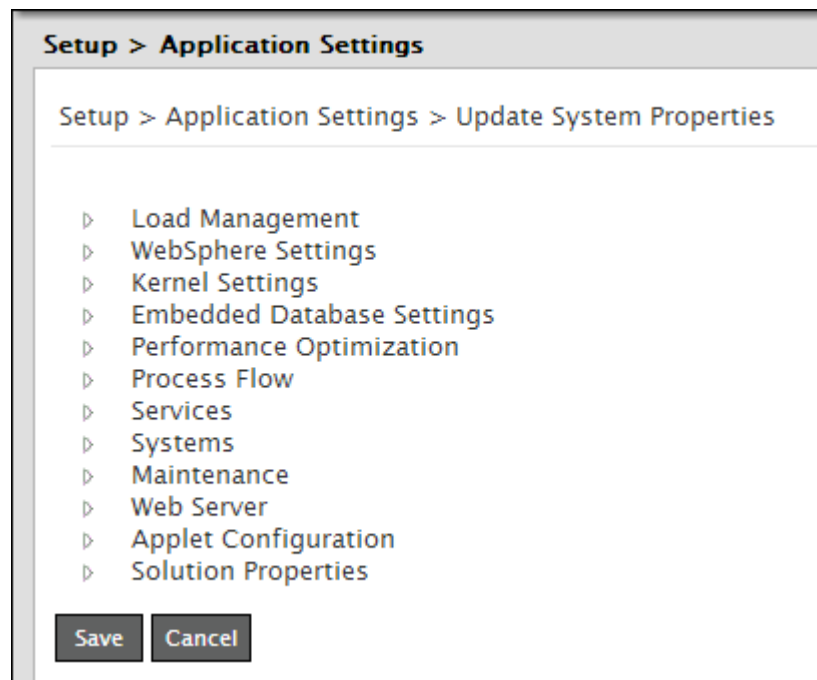 Setup > Application Settings
Setup > Application Settings > Update System Properties
Load Management
WebSphere Settings
Kernel Settings
Embedded Database Settings
Performance Optimization
Process Flow
Services
Systems
Maintenance
Web Server
Applet Configuration
Solution Properties
Save Cancel